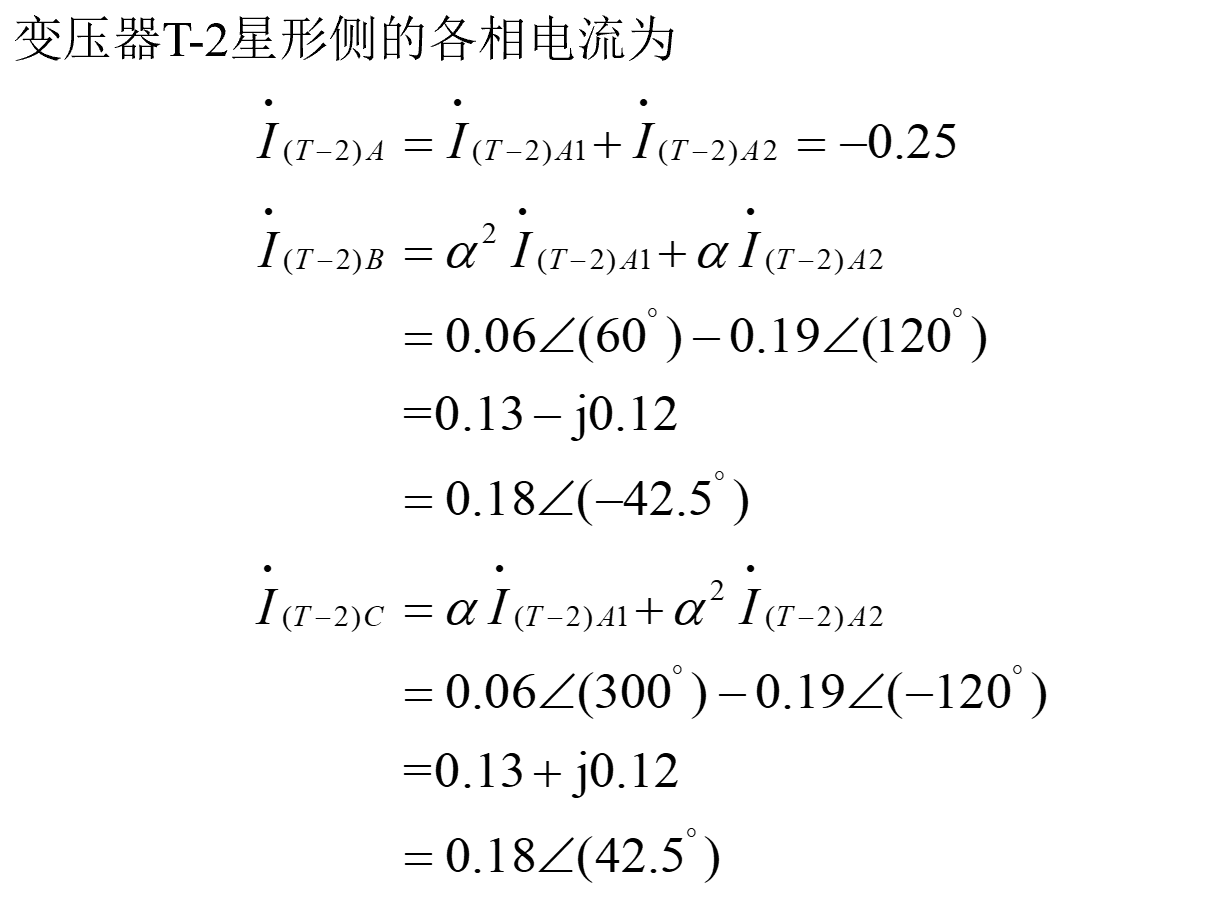 变压器T-2星形侧的各相电流为
İ(T−2)A = İ(T−2)A1 + İ(T−2)A2 = −0.25
İ(T−2)B = α² İ(T−2)A1 + α İ(T−2)A2
= 0.06∠(60°) − 0.19∠(120°)
=0.13 − j0.12
= 0.18∠(−42.5°)
İ(T−2)C = α İ(T−2)A1 + α² İ(T−2)A2
= 0.06∠(300°) − 0.19∠(−120°)
=0.13 + j0.12
= 0.18∠(42.5°)